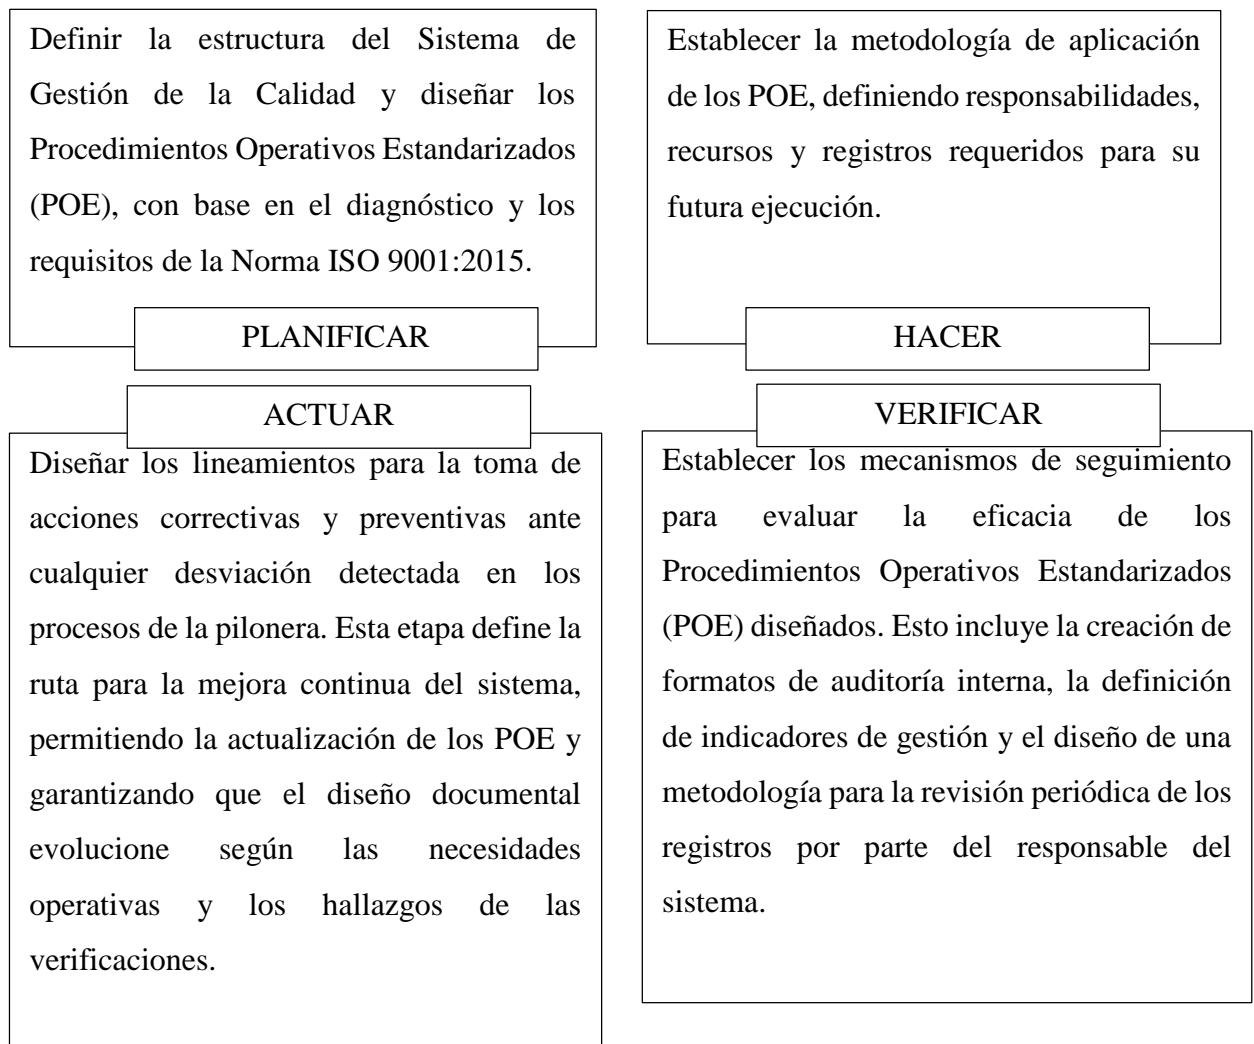 Definir la estructura del Sistema de
Gestión de la Calidad y diseñar los
Procedimientos Operativos Estandarizados
(POE), con base en el diagnóstico y los
requisitos de la Norma ISO 9001:2015.
PLANIFICAR
Establecer la metodología de aplicación
de los POE, definiendo responsabilidades,
recursos y registros requeridos para su
futura ejecución.
HACER
ACTUAR
Diseñar los lineamientos para la toma de
acciones correctivas y preventivas ante
cualquier desviación detectada en los
procesos de la pilonera. Esta etapa define la
ruta para la mejora continua del sistema,
permitiendo la actualización de los POE y
garantizando que el diseño documental
evolucione según las necesidades
operativas y los hallazgos de las
verificaciones.
VERIFICAR
Establecer los mecanismos de seguimiento
para evaluar la eficacia de los
Procedimientos Operativos Estandarizados
(POE) diseñados. Esto incluye la creación de
formatos de auditoría interna, la definición
de indicadores de gestión y el diseño de una
metodología para la revisión periódica de los
registros por parte del responsable del
sistema.